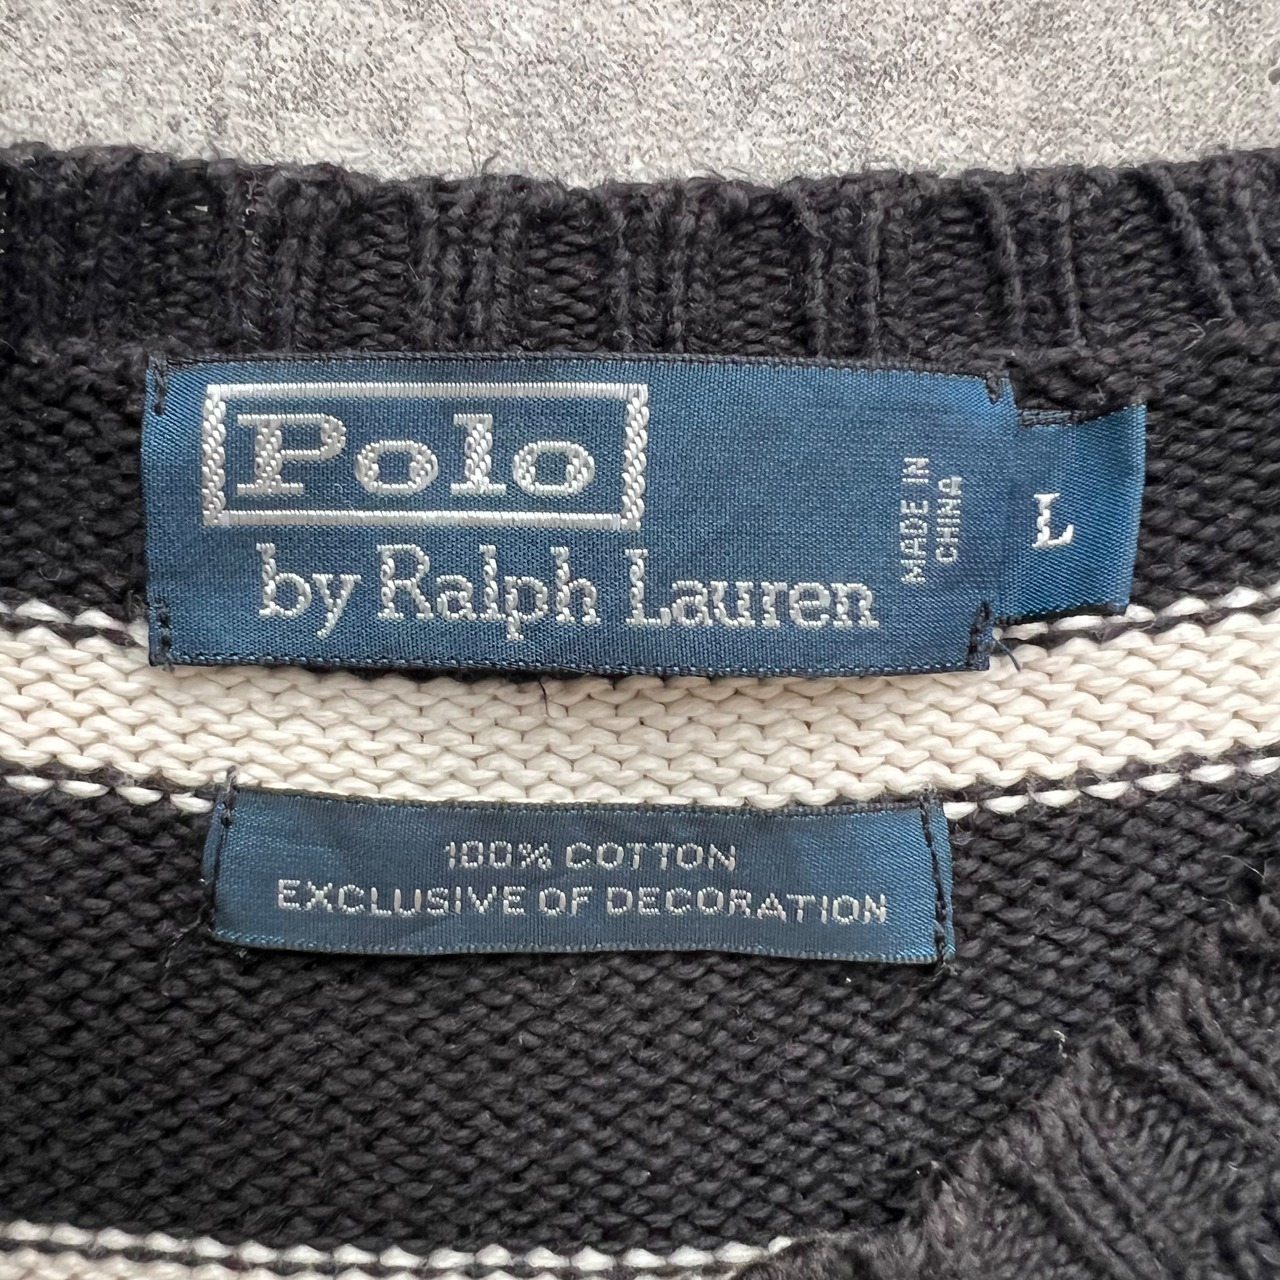 Polo
by Ralph Lauren
MADE IN
CHINA
L
100% COTTON
EXCLUSIVE OF DECORATION